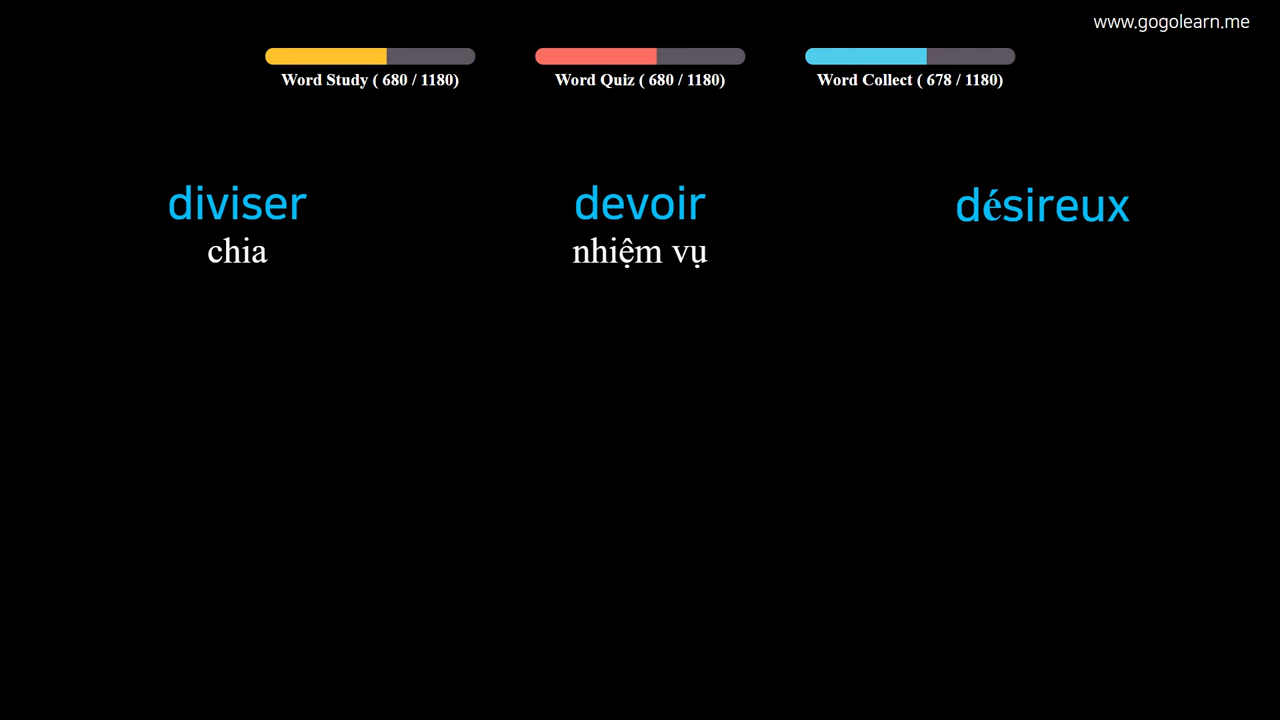 www.gogolearn.me
Word Study ( 680 / 1180)
Word Quiz ( 680 / 1180)
Word Collect ( 678 / 1180)
diviser
chia
devoir
nhiệm vụ
désireux